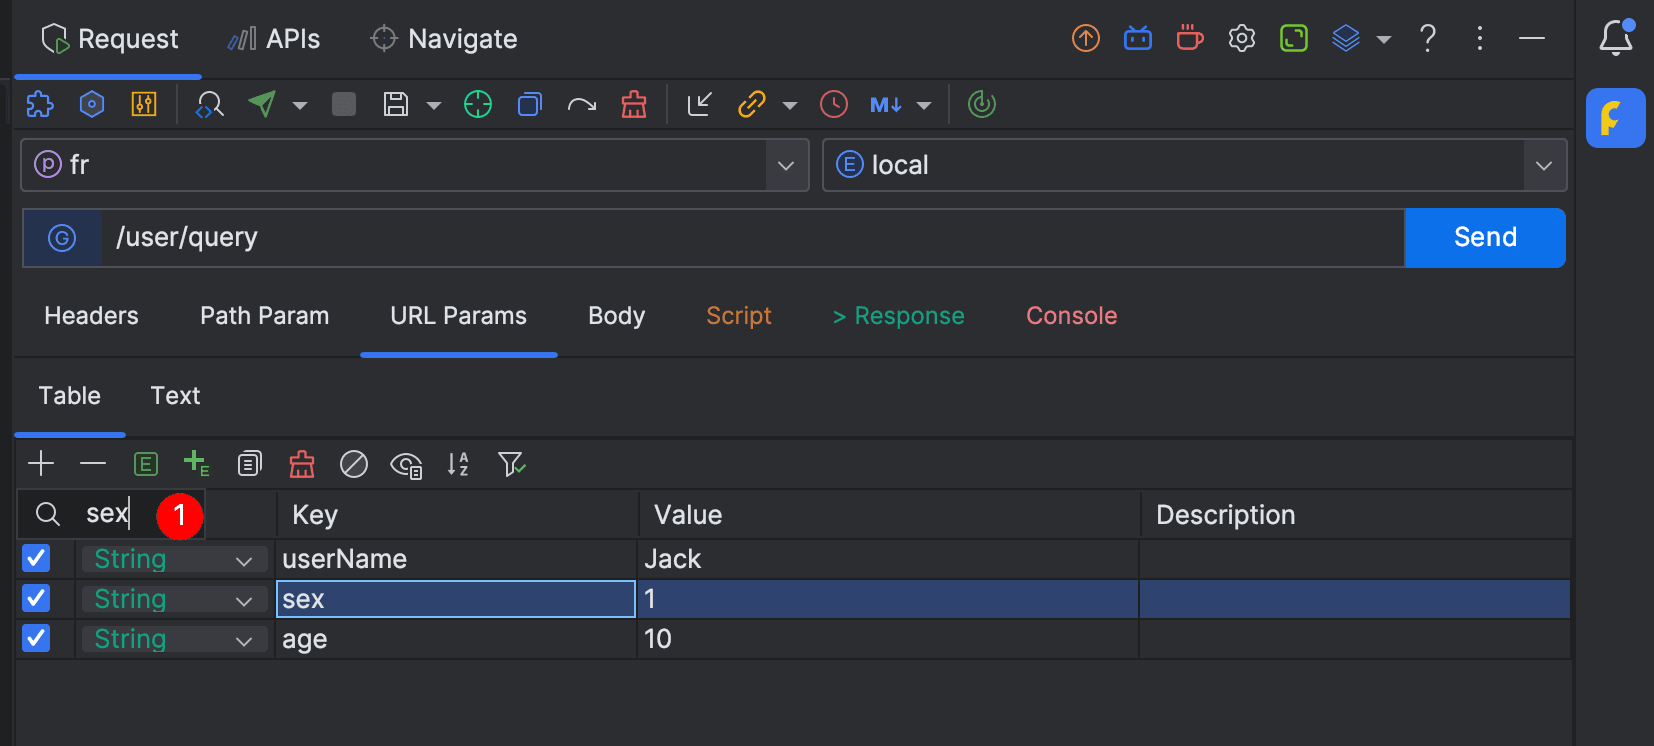 Request APIs Navigate
M↓
P fr E local
G /user/query Send
Headers Path Param URL Params Body Script > Response Console
Table Text
E E A Z
sex 1 Key Value Description
String userName Jack
String sex 1
String age 10